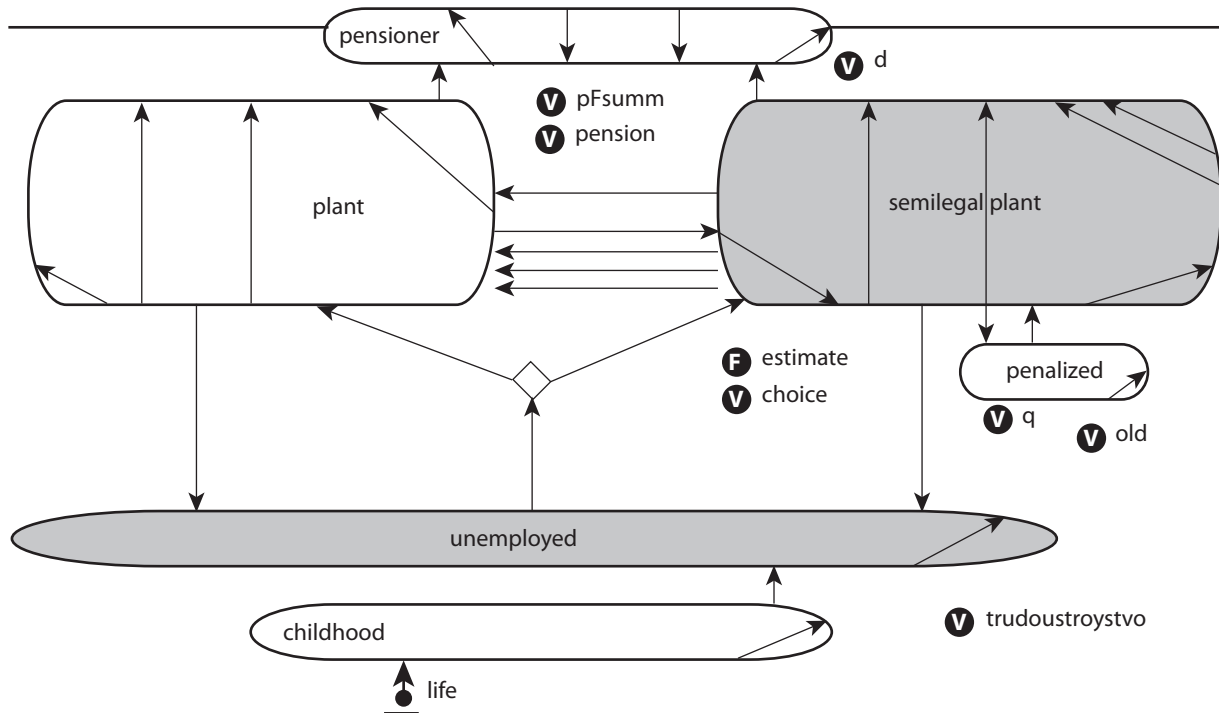 pensioner
V d
V pFsumm
V pension
plant
semilegal plant
F estimate
V choice
penalized
V q
V old
unemployed
V trudoustroystvo
childhood
life